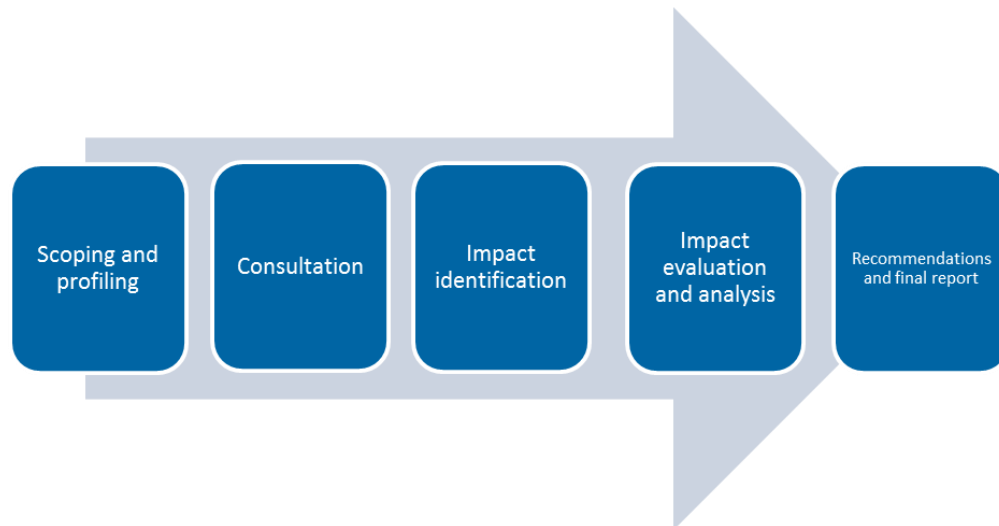 Scoping and
profiling
Consultation
Impact
identification
Impact
evaluation
and analysis
Recommendations
and final report